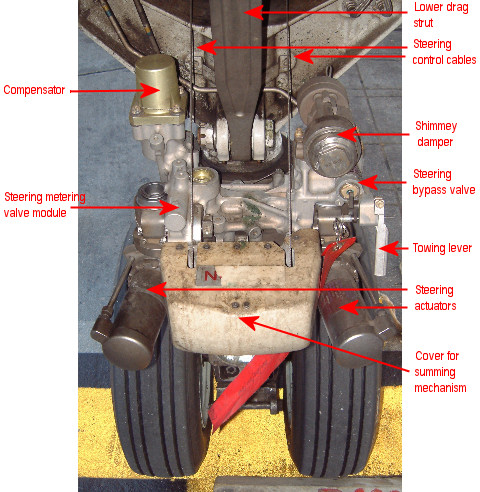 Lower drag
strut
Steering
control cables
Compensator
Shimmey
damper
Steering
bypass valve
Steering metering
valve module
Towing lever
Steering
actuators
Cover for
summing
mechanism